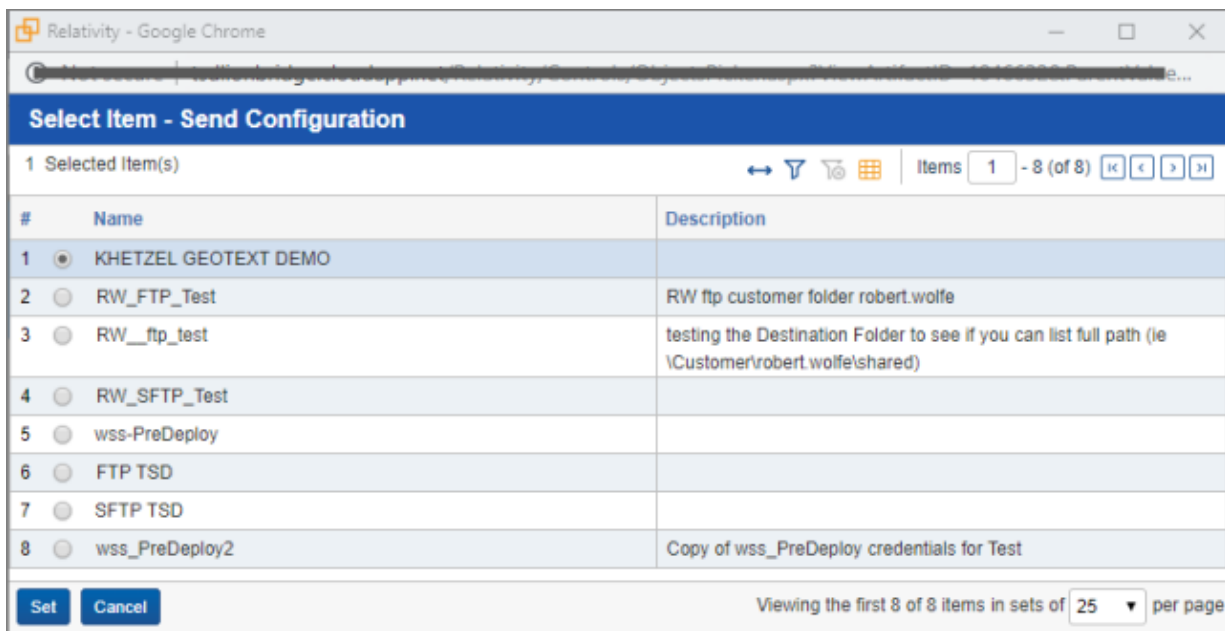 Relativity - Google Chrome
Select Item - Send Configuration
1 Selected Item(s) Items 1 - 8 (of 8)
# Name Description
1 KHETZEL GEOTEXT DEMO
2 RW_FTP_Test RW ftp customer folder robert.wolfe
3 RW__ftp_test testing the Destination Folder to see if you can list full path (ie
\Customer\robert.wolfe\shared)
4 RW_SFTP_Test
5 wss-PreDeploy
6 FTP TSD
7 SFTP TSD
8 wss_PreDeploy2 Copy of wss_PreDeploy credentials for Test
Set Cancel Viewing the first 8 of 8 items in sets of 25 per page